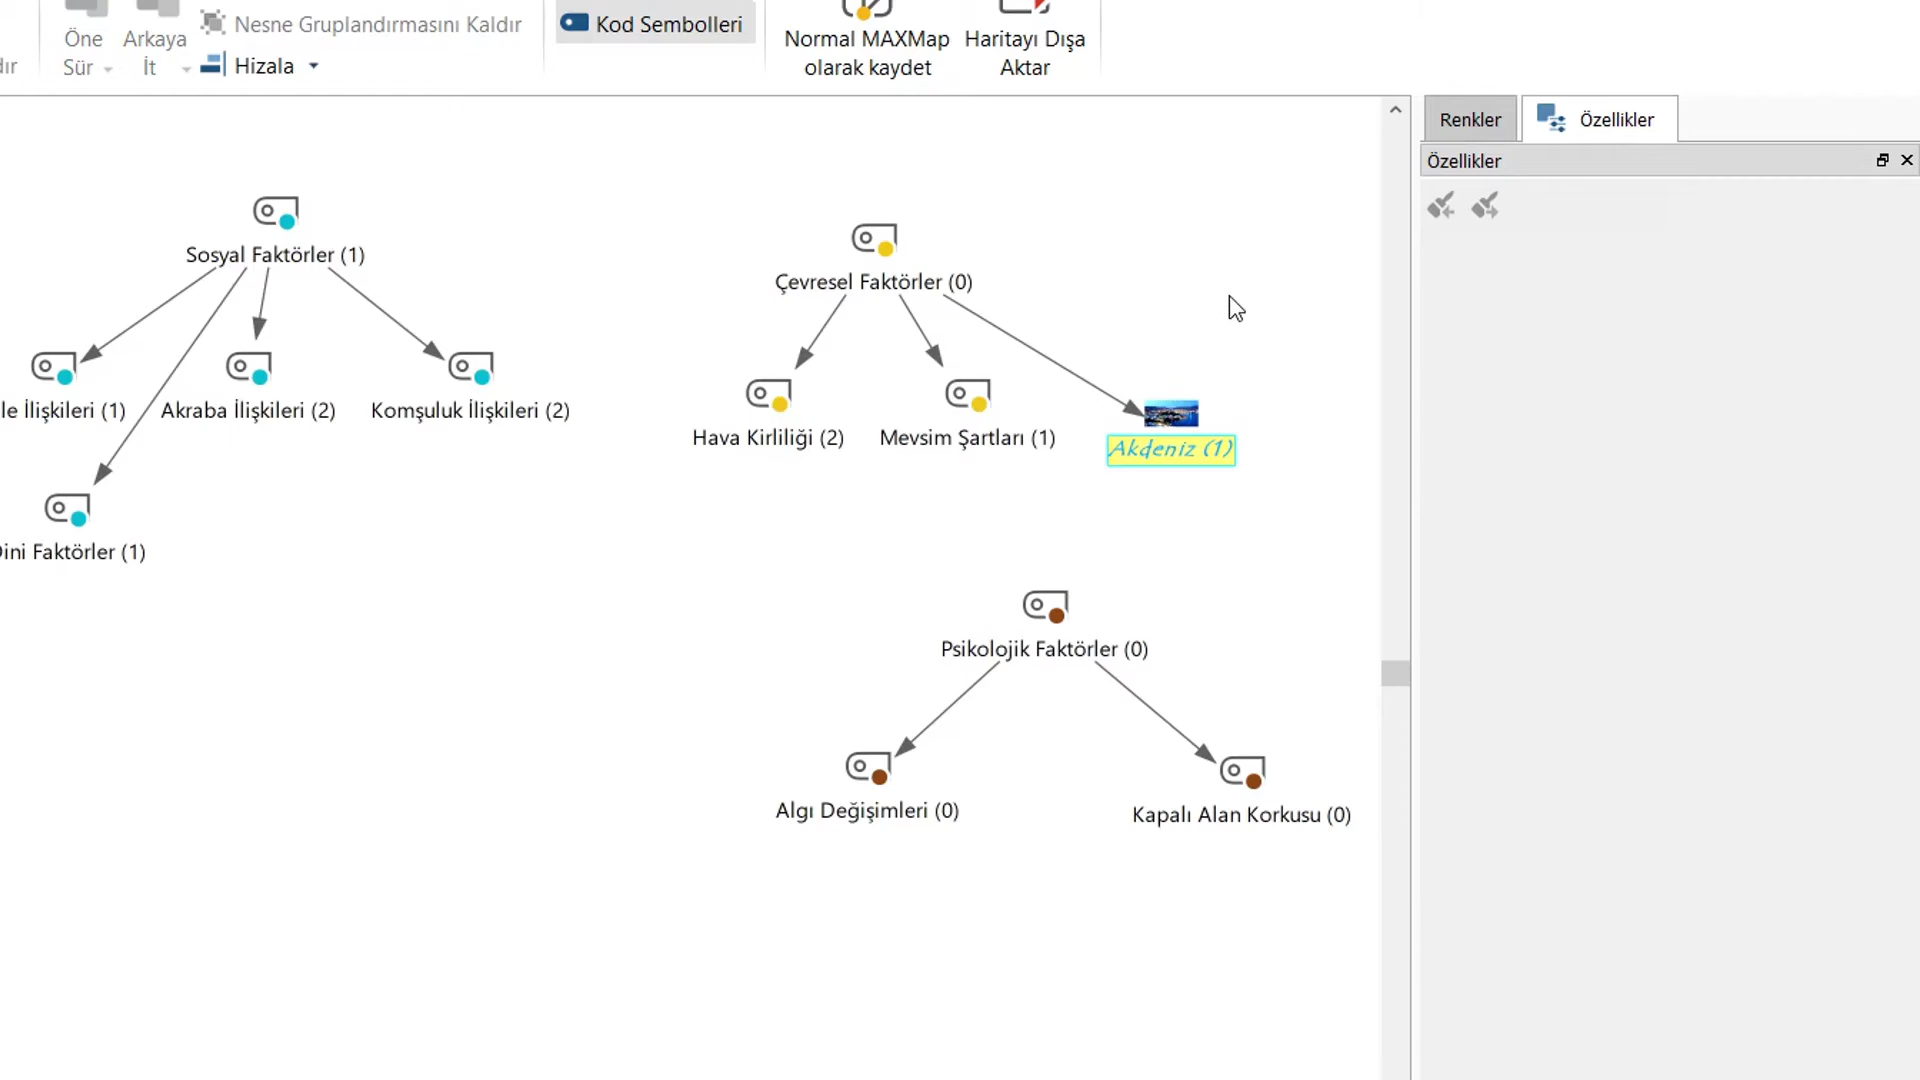 Öne
Sür
Arkaya
İt
Nesne Gruplandırmasını Kaldır
Hizala
Kod Sembolleri
Normal MAXMap
olarak kaydet
Haritayı Dışa
Aktar
Renkler
Özellikler
Özellikler
Sosyal Faktörler (1)
Çevresel Faktörler (0)
İlişkileri (1)
Akraba İlişkileri (2)
Komşuluk İlişkileri (2)
Hava Kirliliği (2)
Mevsim Şartları (1)
Akdeniz (1)
Dini Faktörler (1)
Psikolojik Faktörler (0)
Algı Değişimleri (0)
Kapalı Alan Korkusu (0)